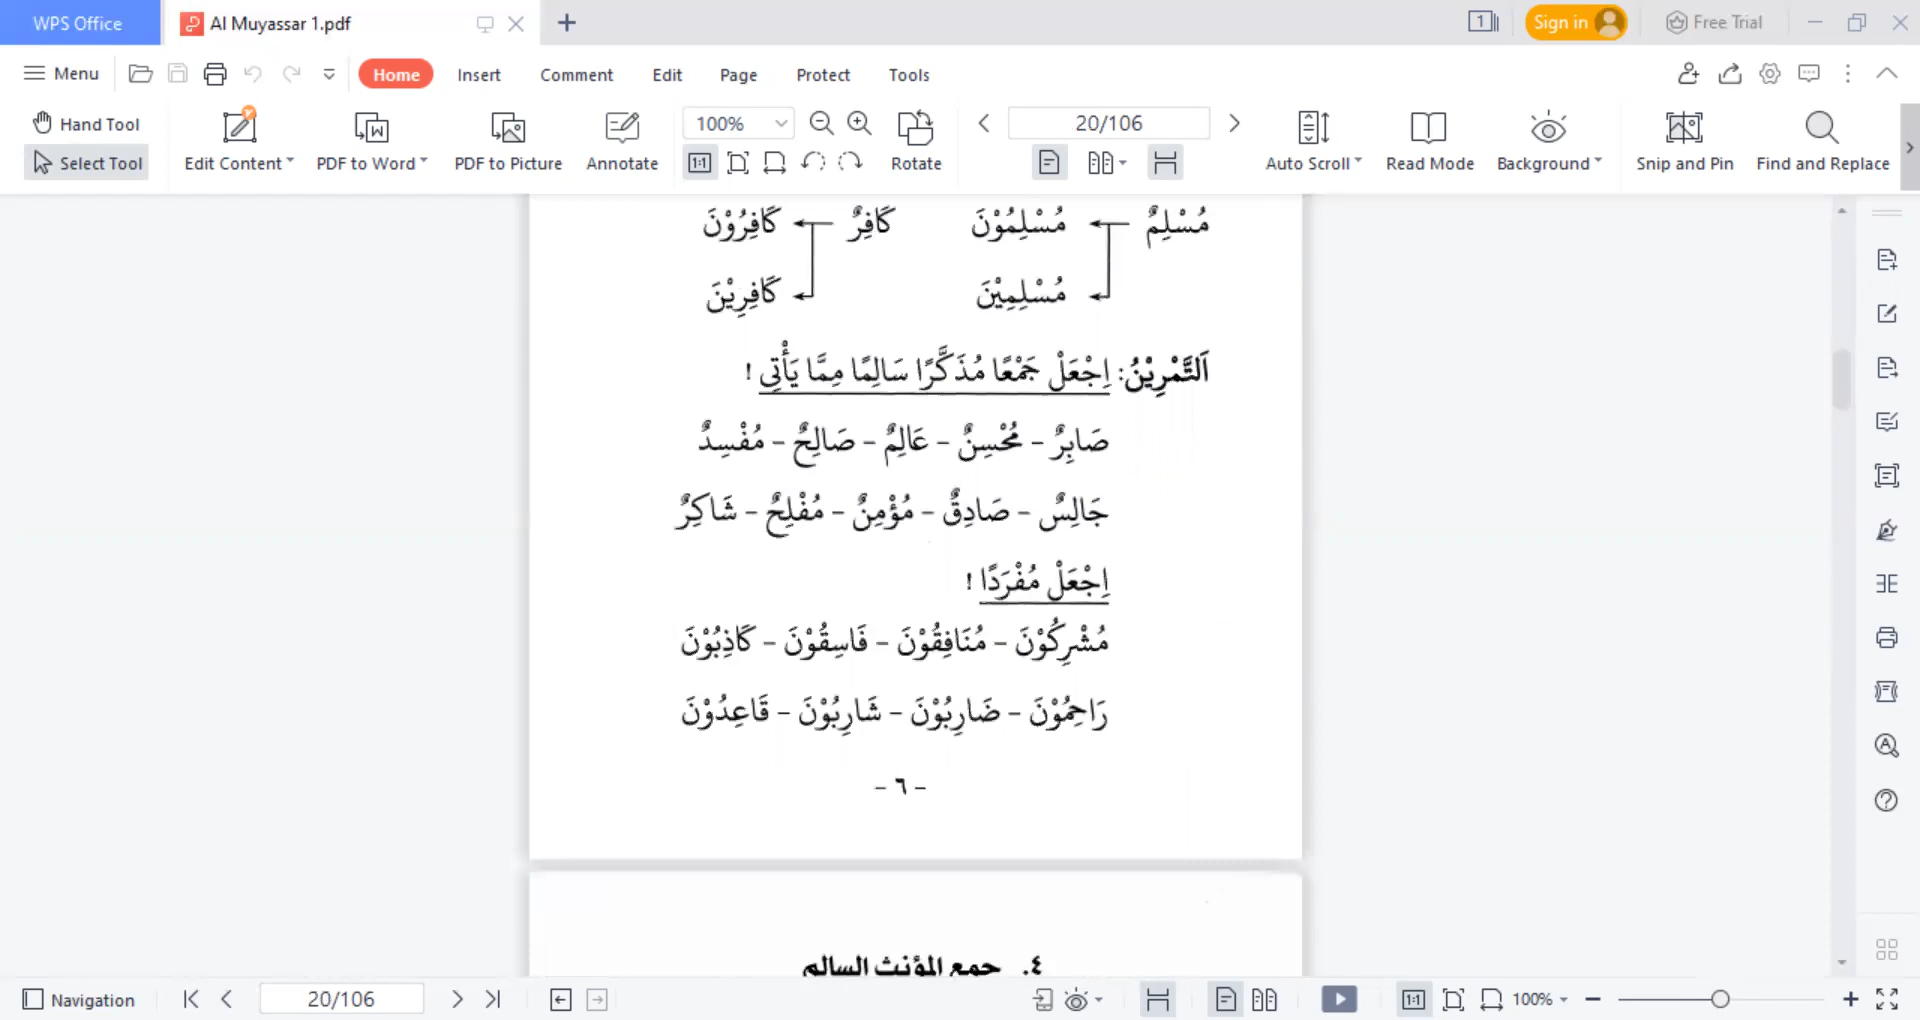 WPS Office
Al Muyassar 1.pdf
Sign in
Free Trial
Menu
Home Insert Comment Edit Page Protect Tools
Hand Tool
Select Tool
Edit Content
PDF to Word
PDF to Picture
Annotate
100%
Rotate
20/106
Auto Scroll
Read Mode
Background
Snip and Pin
Find and Replace
مُسْلِمٌ مُسْلِمُوْنَ كَافِرٌ كَافِرُوْنَ
مُسْلِمِيْنَ كَافِرِيْنَ
اَلتَّمْرِيْنُ: اِجْعَلْ جَمْعًا مُذَكَّرًا سَالِمًا مِمَّا يَأْتِي !
صَابِرٌ – مُحْسِنٌ – عَالِمٌ – صَالِحٌ – مُفْسِدٌ
جَالِسٌ – صَادِقٌ – مُؤْمِنٌ – مُفْلِحٌ – شَاكِرٌ
اِجْعَلْ مُفْرَدًا !
مُشْرِكُوْنَ – مُنَافِقُوْنَ – فَاسِقُوْنَ – كَاذِبُوْنَ
رَاحِمُوْنَ – ضَارِبُوْنَ – شَارِبُوْنَ – قَاعِدُوْنَ
– ٦ –
٤. جمع المؤنث السالم
Navigation
20/106
100%